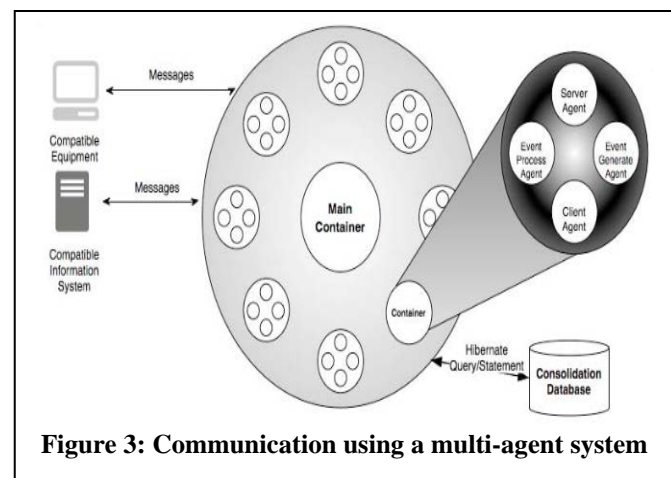 Messages
Compatible
Equipment
Messages
Compatible
Information
System
Main
Container
Container
Server
Agent
Event
Process
Agent
Event
Generate
Agent
Client
Agent
Hibernate
Query/Statement
Consolidation
Database
Figure 3: Communication using a multi-agent system